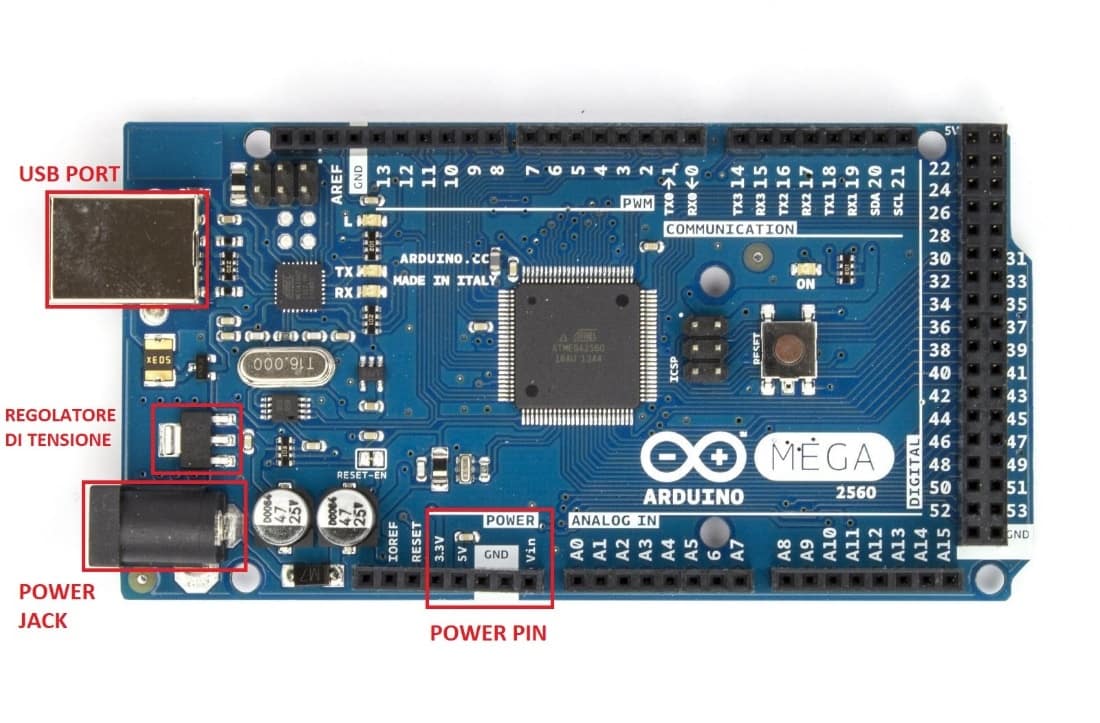 USB PORT
REGOLATORE
DI TENSIONE
POWER
JACK
POWER PIN
AREF
GND
13
12
11
10
9
8
7
6
5
4
3
2
TX0→1
RX0←0
TX3 14
RX3 15
TX2 16
RX2 17
TX1 18
RX1 19
SDA 20
SCL 21
PWM
COMMUNICATION
L
TX
RX
ARDUINO.CC
MADE IN ITALY
ON
RESET
ICSP
T16.000
ATMEGA2560
16AU 1344
RESET-EN
47
25V
47
25V
M7
ARDUINO
MEGA
2560
DIGITAL
5V
22
24
26
28
30
31
32
33
34
35
36
37
38
39
40
41
42
43
44
45
46
47
48
49
50
51
52
53
GND
IOREF
RESET
3.3V
5V
GND
Vin
POWER
ANALOG IN
A0
A1
A2
A3
A4
A5
6
A7
A8
A9
A10
A11
A12
A13
A14
A15